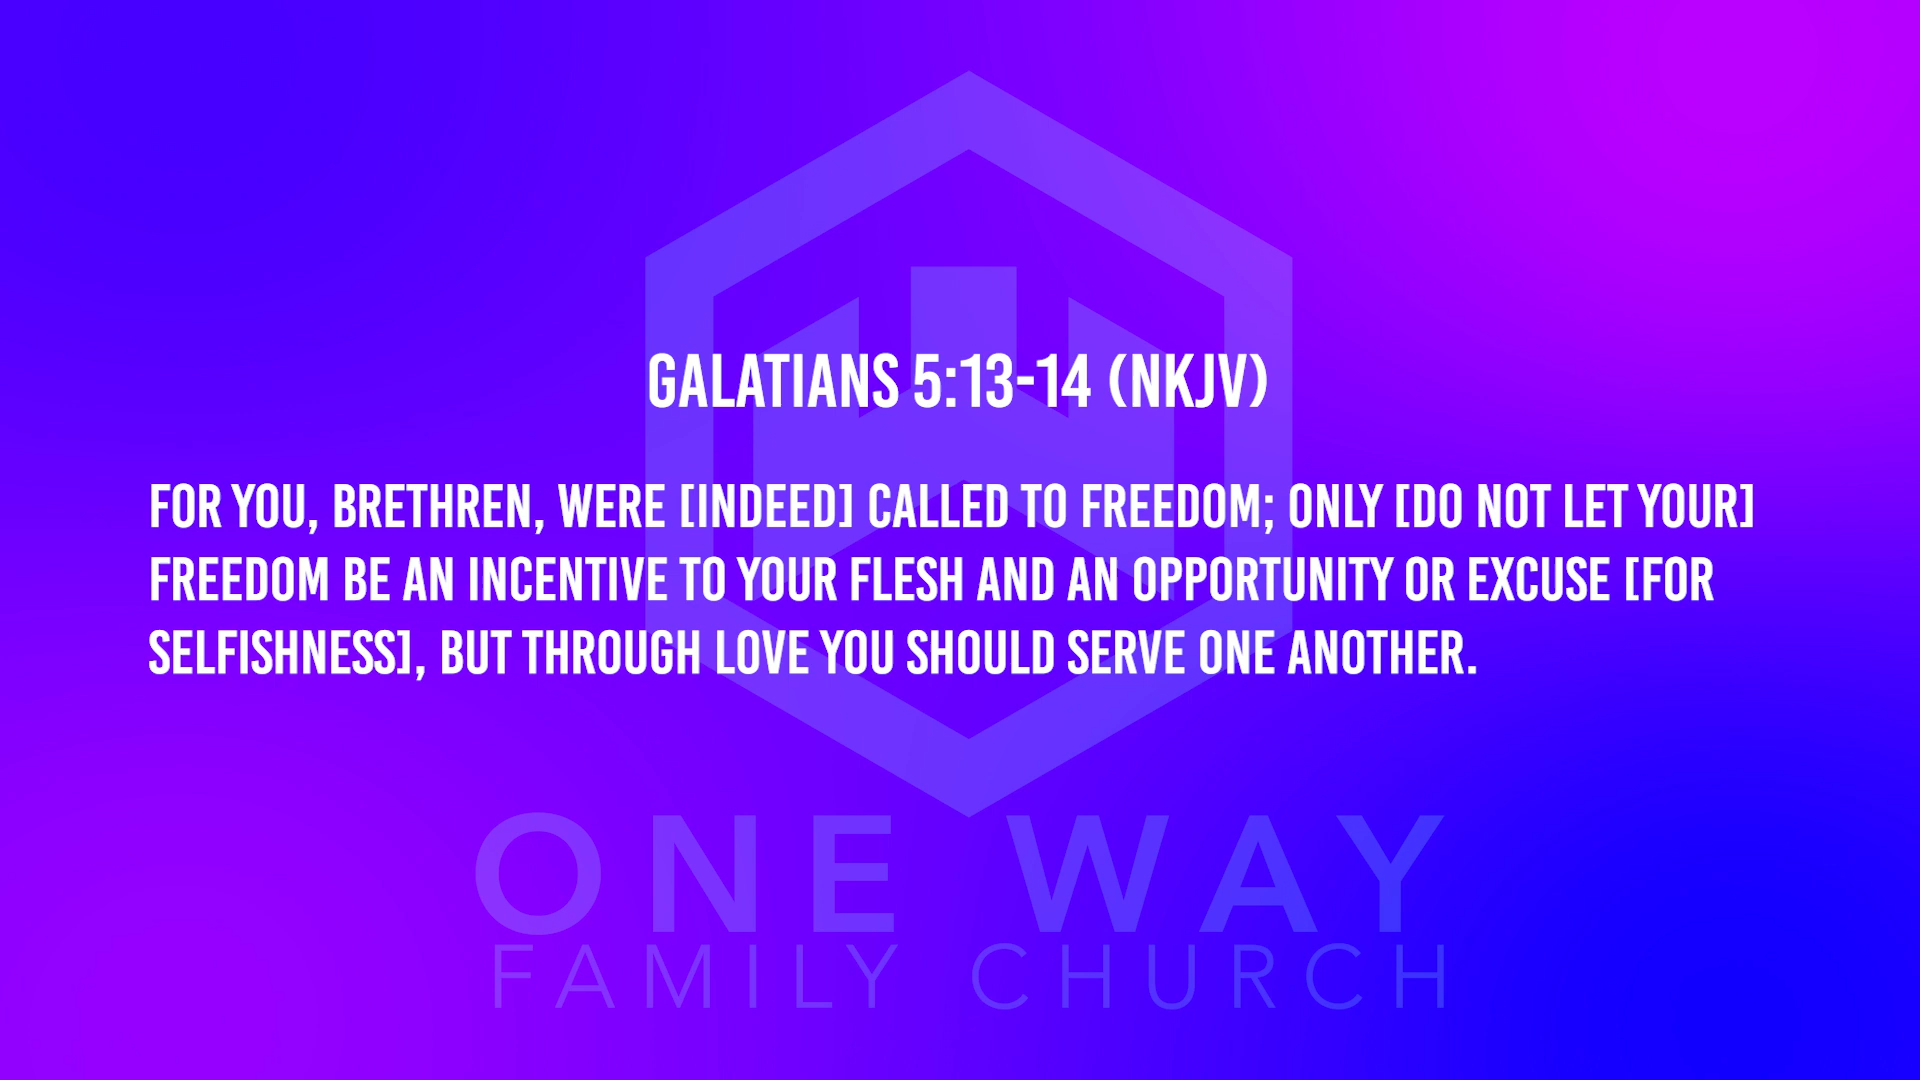 GALATIANS 5:13-14 (NKJV)
FOR YOU, BRETHREN, WERE [INDEED] CALLED TO FREEDOM; ONLY [DO NOT LET YOUR]
FREEDOM BE AN INCENTIVE TO YOUR FLESH AND AN OPPORTUNITY OR EXCUSE [FOR
SELFISHNESS], BUT THROUGH LOVE YOU SHOULD SERVE ONE ANOTHER.
ONE WAY
FAMILY CHURCH